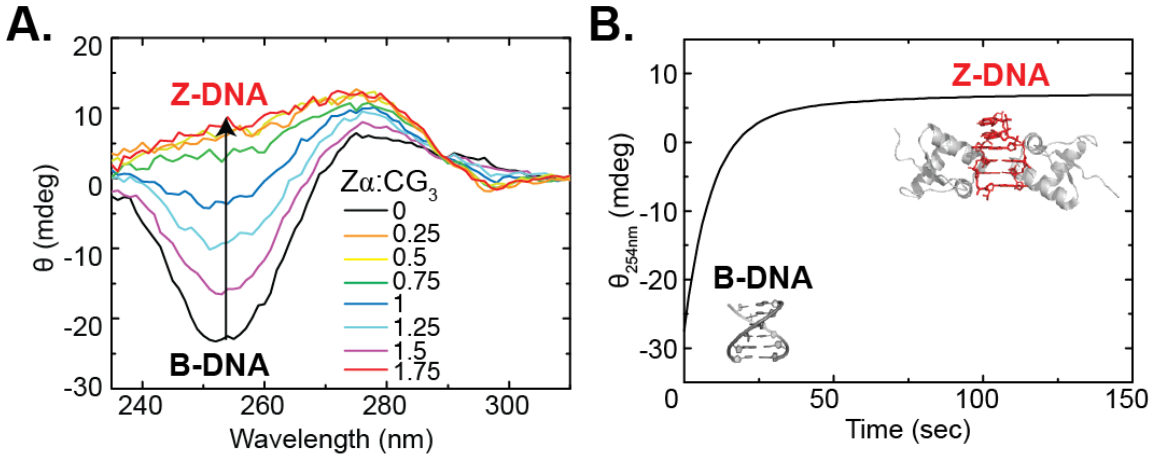 A.
20
10
0
-10
-20
-30
θ (mdeg)
Z-DNA
B-DNA
Zα:CG3
0
0.25
0.5
0.75
1
1.25
1.5
1.75
240
260
280
300
Wavelength (nm)
B.
10
0
-10
-20
-30
θ254nm (mdeg)
Z-DNA
B-DNA
0
50
100
150
Time (sec)